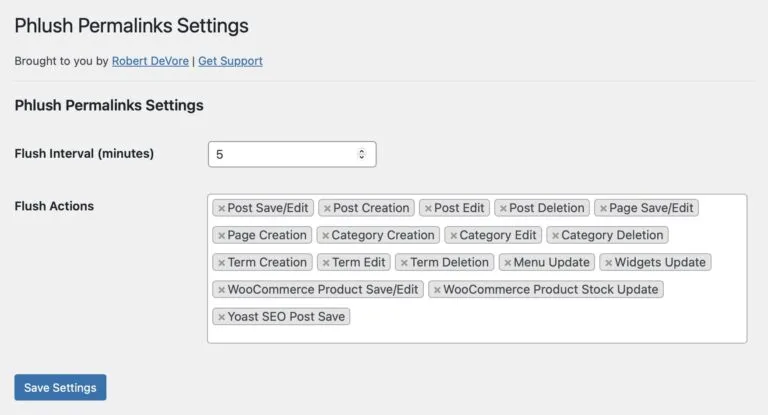 Phlush Permalinks Settings
Brought to you by Robert DeVore | Get Support
Phlush Permalinks Settings
Flush Interval (minutes) 5
Flush Actions ×Post Save/Edit ×Post Creation ×Post Edit ×Post Deletion ×Page Save/Edit
×Page Creation ×Category Creation ×Category Edit ×Category Deletion
×Term Creation ×Term Edit ×Term Deletion ×Menu Update ×Widgets Update
×WooCommerce Product Save/Edit ×WooCommerce Product Stock Update
×Yoast SEO Post Save
Save Settings